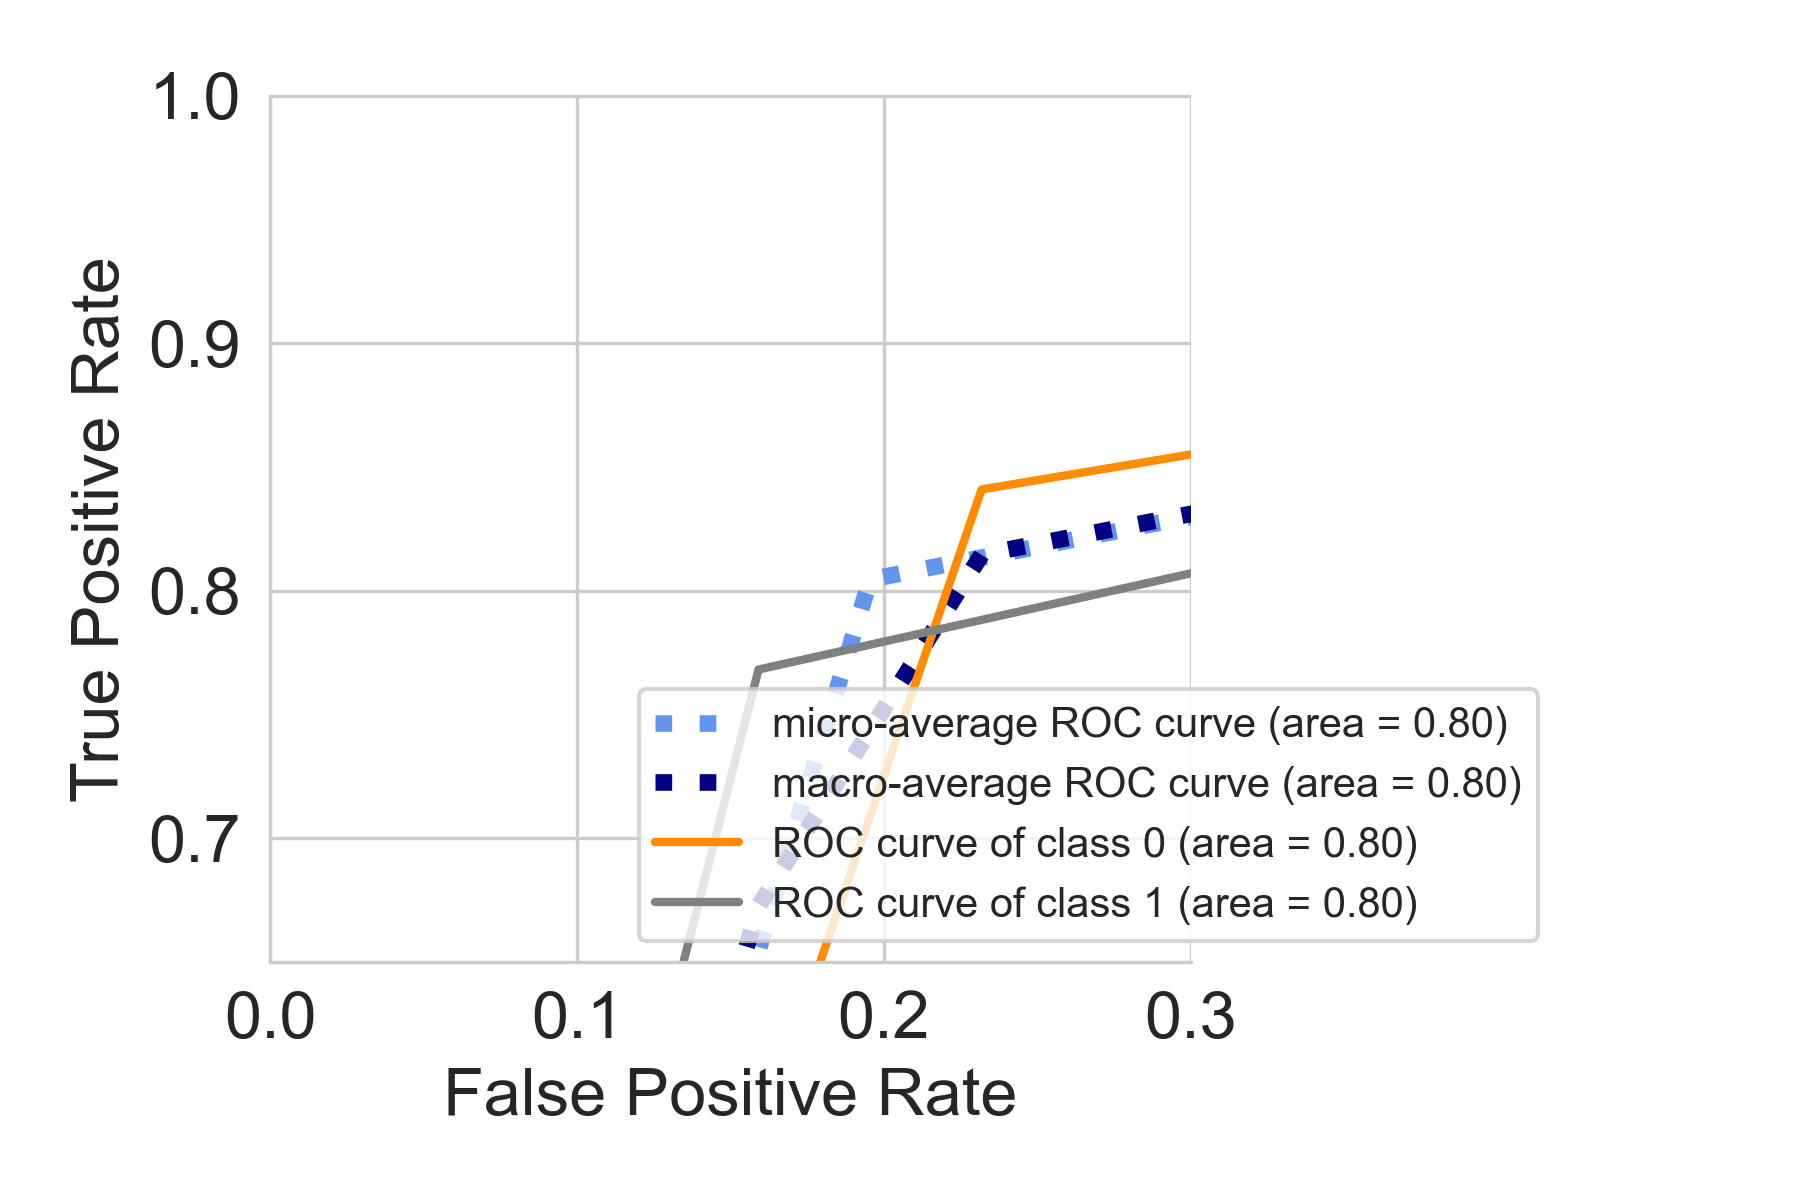 1.0
0.9
0.8
0.7
True Positive Rate
micro-average ROC curve (area = 0.80)
macro-average ROC curve (area = 0.80)
ROC curve of class 0 (area = 0.80)
ROC curve of class 1 (area = 0.80)
0.0 0.1 0.2 0.3
False Positive Rate